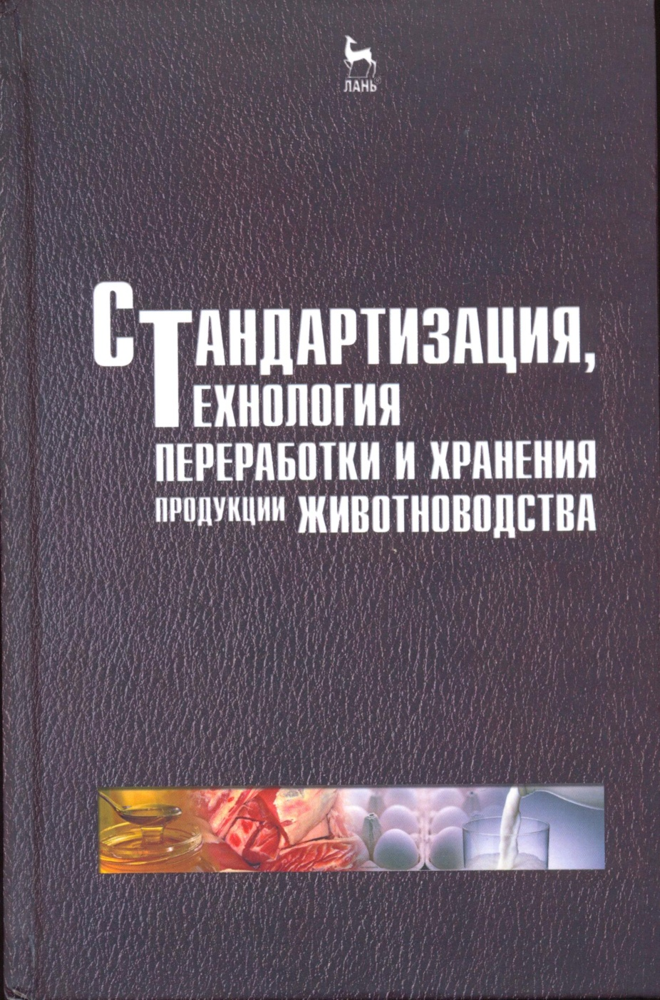 ЛАНЬ®
СТАНДАРТИЗАЦИЯ,
ТЕХНОЛОГИЯ
ПЕРЕРАБОТКИ И ХРАНЕНИЯ
ПРОДУКЦИИ ЖИВОТНОВОДСТВА